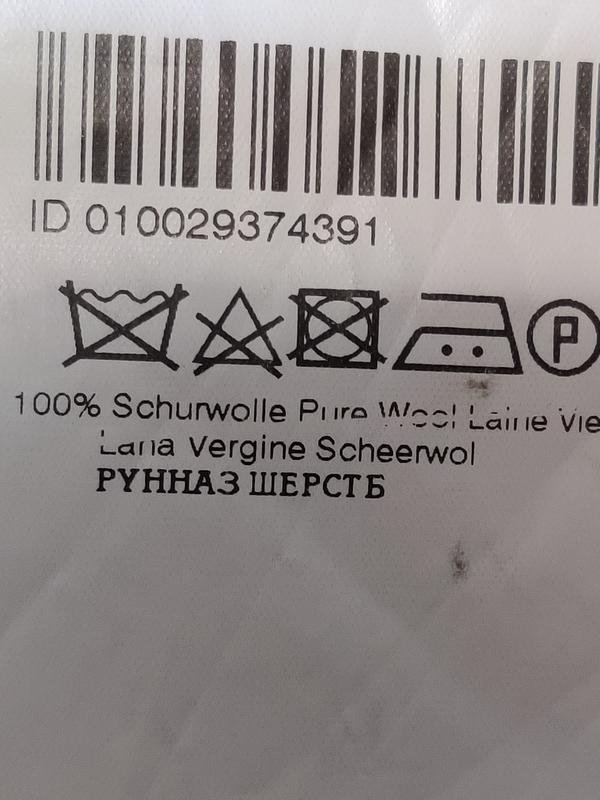 ID 010029374391
P
100% Schurwolle Pure Wool Laine Vie
Lana Vergine Scheerwol
РУННАЗ ШЕРСТБ